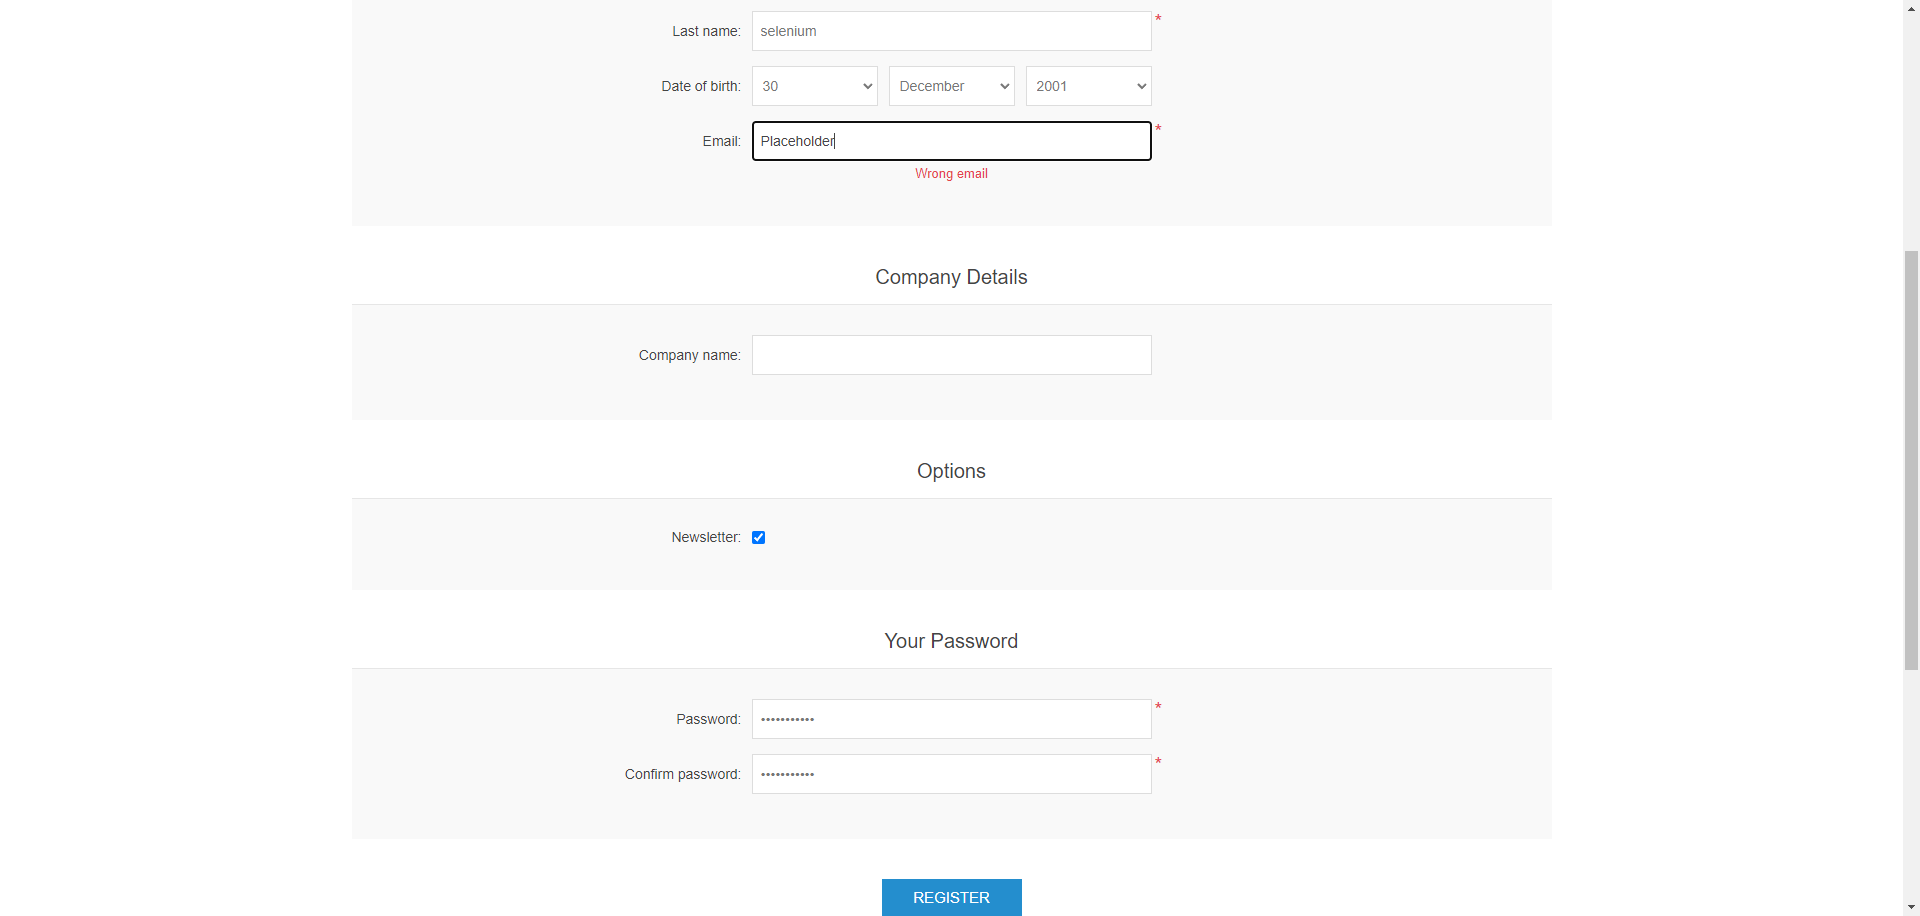 Last name: selenium *
Date of birth: 30 December 2001
Email: Placeholder *
Wrong email
Company Details
Company name:
Options
Newsletter:
Your Password
Password: ••••••••••• *
Confirm password: ••••••••••• *
REGISTER